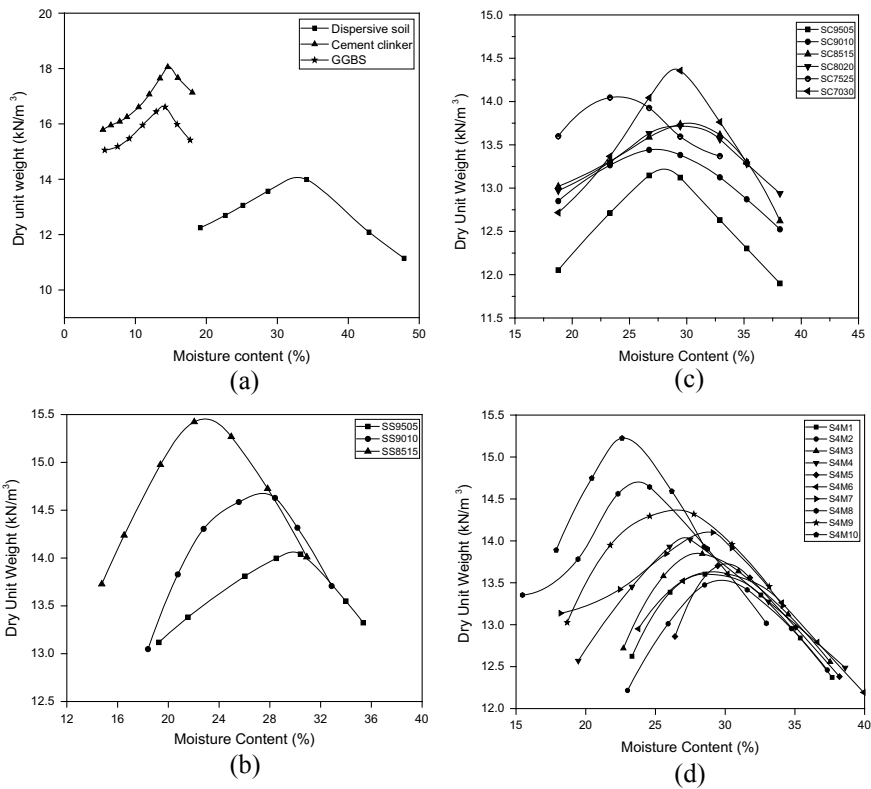 20
18
16
14
12
10
Dry unit weight (kN/m³)
Dispersive soil
Cement clinker
GGBS
0 10 20 30 40 50
Moisture content (%)
(a)
15.0
14.5
14.0
13.5
13.0
12.5
12.0
11.5
Dry Unit Weight (kN/m³)
SC9505
SC9010
SC8515
SC8020
SC7525
SC7030
15 20 25 30 35 40 45
Moisture Content (%)
(c)
15.5
15.0
14.5
14.0
13.5
13.0
12.5
Dry Unit Weight (kN/m³)
SS9505
SS9010
SS8515
12 16 20 24 28 32 36 40
Moisture Content (%)
(b)
15.5
15.0
14.5
14.0
13.5
13.0
12.5
12.0
Dry Unit Weight (kN/m³)
S4M1
S4M2
S4M3
S4M4
S4M5
S4M6
S4M7
S4M8
S4M9
S4M10
15 20 25 30 35 40
Moisture Content (%)
(d)